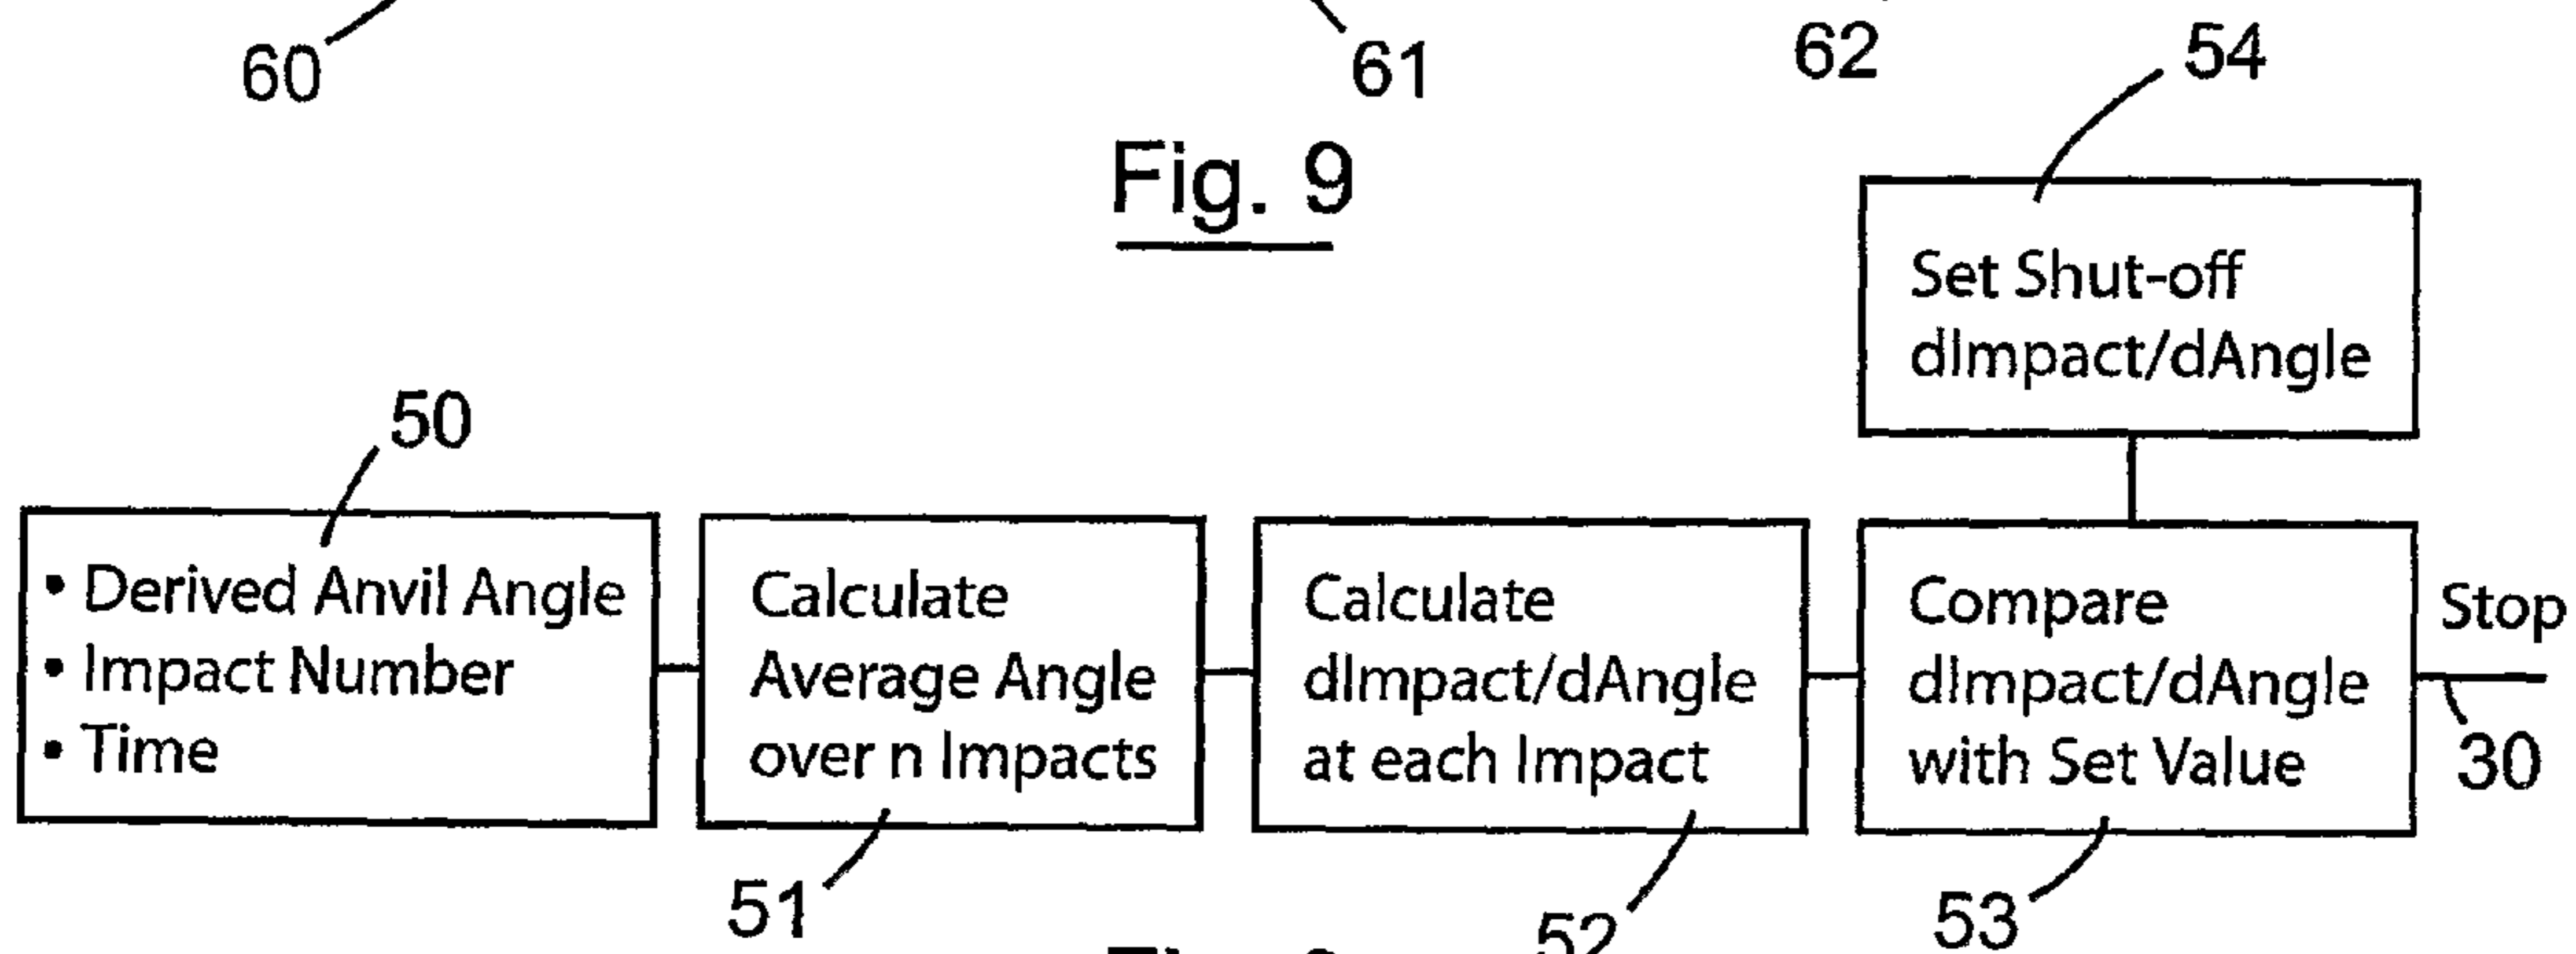 60
61
62
54
Fig. 9
Set Shut-off
dImpact/dAngle
50
• Derived Anvil Angle
• Impact Number
• Time
Calculate
Average Angle
over n Impacts
Calculate
dImpact/dAngle
at each Impact
Compare
dImpact/dAngle
with Set Value
Stop
30
51
52
53